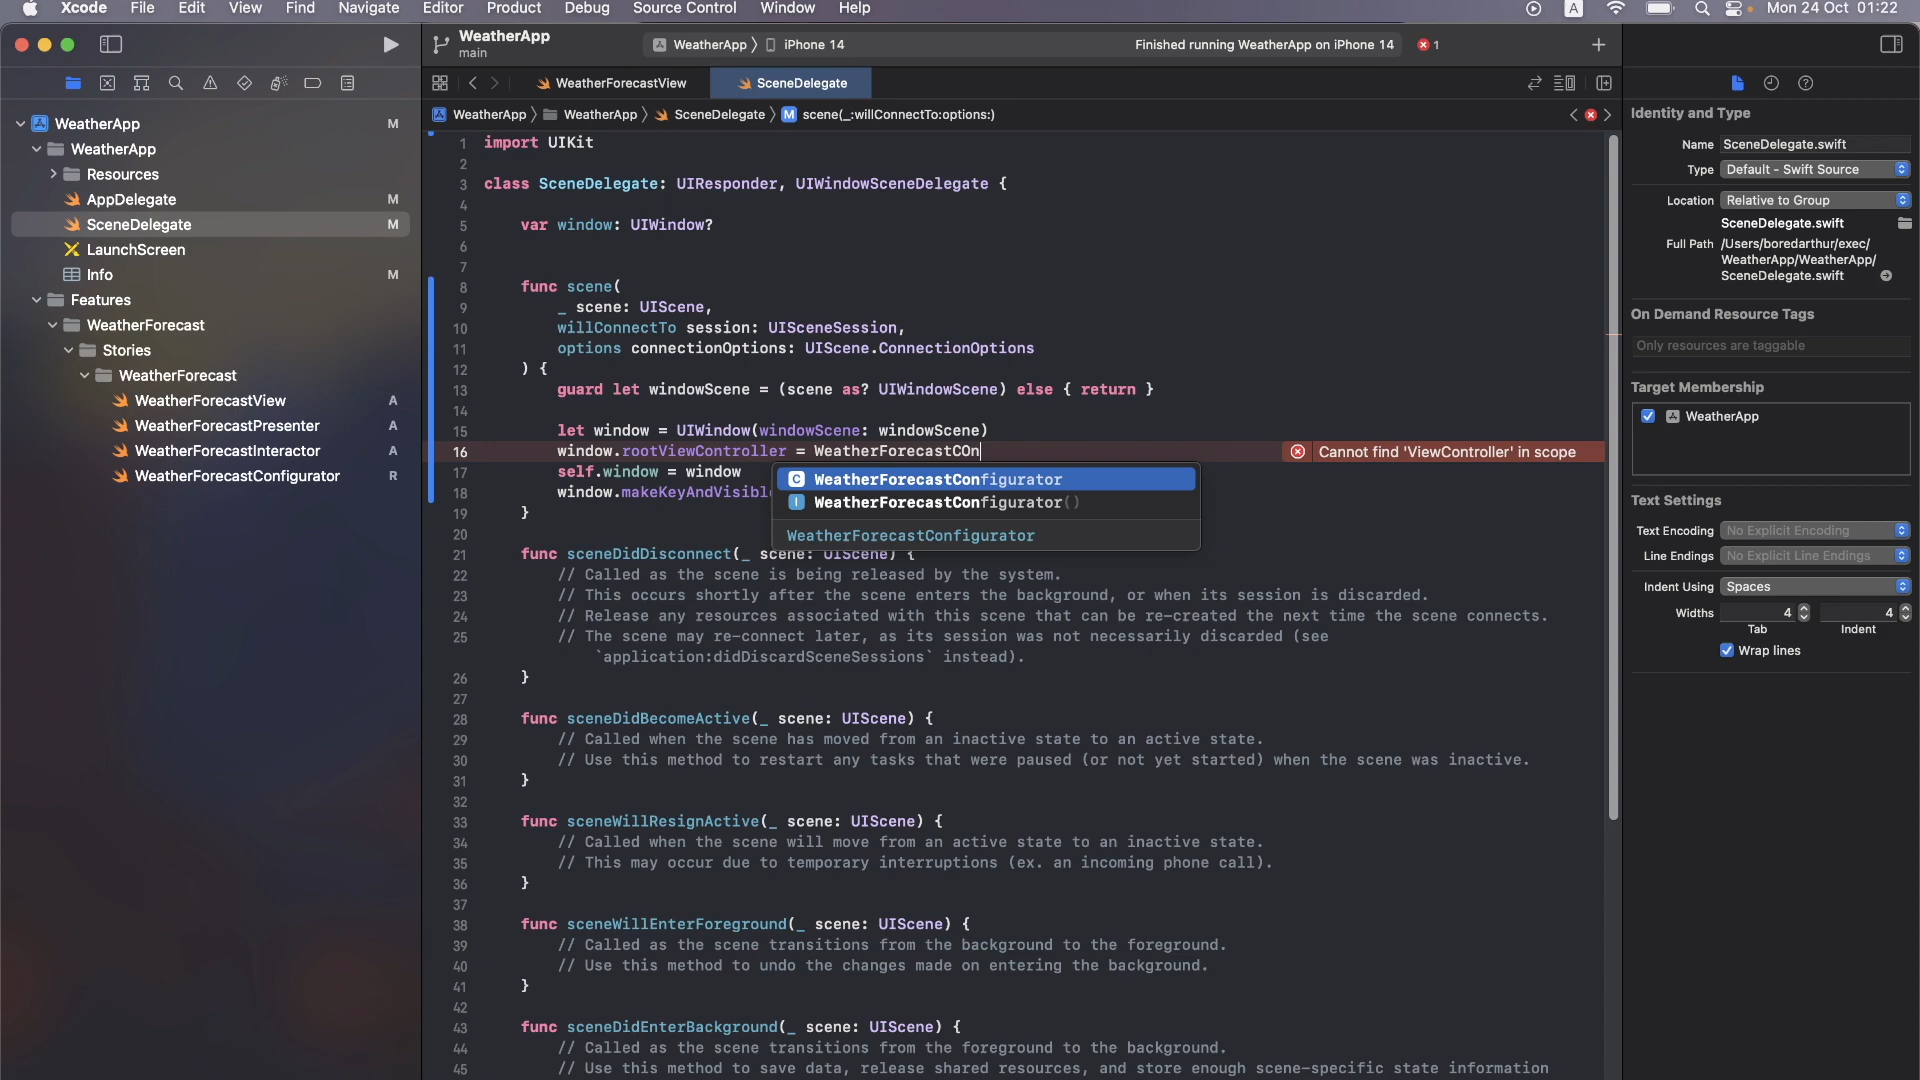 Xcode File Edit View Find Navigate Editor Product Debug Source Control Window Help A Mon 24 Oct 01:22
WeatherApp
main
WeatherApp iPhone 14 Finished running WeatherApp on iPhone 14 1
WeatherForecastView SceneDelegate
WeatherApp WeatherApp SceneDelegate M scene(_:willConnectTo:options:)
WeatherApp M
WeatherApp
Resources
AppDelegate M
SceneDelegate M
LaunchScreen
Info M
Features
WeatherForecast
Stories
WeatherForecast
WeatherForecastView A
WeatherForecastPresenter A
WeatherForecastInteractor A
WeatherForecastConfigurator R
1 import UIKit
2
3 class SceneDelegate: UIResponder, UIWindowSceneDelegate {
4
5 var window: UIWindow?
6
7
8 func scene(
9 _ scene: UIScene,
10 willConnectTo session: UISceneSession,
11 options connectionOptions: UIScene.ConnectionOptions
12 ) {
13 guard let windowScene = (scene as? UIWindowScene) else { return }
14
15 let window = UIWindow(windowScene: windowScene)
16 window.rootViewController = WeatherForecastCOn Cannot find 'ViewController' in scope
17 self.window = window
18 window.makeKeyAndVisibl
C WeatherForecastConfigurator
I WeatherForecastConfigurator()
WeatherForecastConfigurator
19 }
20
21 func sceneDidDisconnect(_ scene: UIScene) {
22 // Called as the scene is being released by the system.
23 // This occurs shortly after the scene enters the background, or when its session is discarded.
24 // Release any resources associated with this scene that can be re-created the next time the scene connects.
25 // The scene may re-connect later, as its session was not necessarily discarded (see
`application:didDiscardSceneSessions` instead).
26 }
27
28 func sceneDidBecomeActive(_ scene: UIScene) {
29 // Called when the scene has moved from an inactive state to an active state.
30 // Use this method to restart any tasks that were paused (or not yet started) when the scene was inactive.
31 }
32
33 func sceneWillResignActive(_ scene: UIScene) {
34 // Called when the scene will move from an active state to an inactive state.
35 // This may occur due to temporary interruptions (ex. an incoming phone call).
36 }
37
38 func sceneWillEnterForeground(_ scene: UIScene) {
39 // Called as the scene transitions from the background to the foreground.
40 // Use this method to undo the changes made on entering the background.
41 }
42
43 func sceneDidEnterBackground(_ scene: UIScene) {
44 // Called as the scene transitions from the foreground to the background.
45 // Use this method to save data, release shared resources, and store enough scene-specific state information
Identity and Type
Name SceneDelegate.swift
Type Default - Swift Source
Location Relative to Group
SceneDelegate.swift
Full Path /Users/boredarthur/exec/
WeatherApp/WeatherApp/
SceneDelegate.swift
On Demand Resource Tags
Only resources are taggable
Target Membership
WeatherApp
Text Settings
Text Encoding No Explicit Encoding
Line Endings No Explicit Line Endings
Indent Using Spaces
Widths 4 4
Tab Indent
Wrap lines